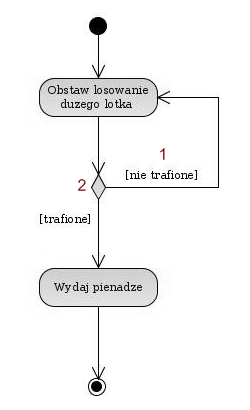 Obstaw losowanie
duzego lotka
1
[nie trafione]
2
[trafione]
Wydaj pienadze